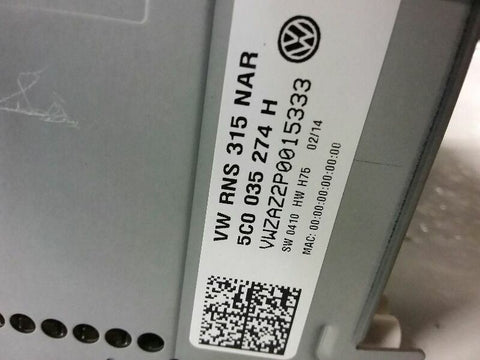 VW RNS 315 NAR
5C0 035 274 H
VWZAZ2P0015333
SW 0410 HW H75 02/14
MAC: 00:00:00:00:00:00